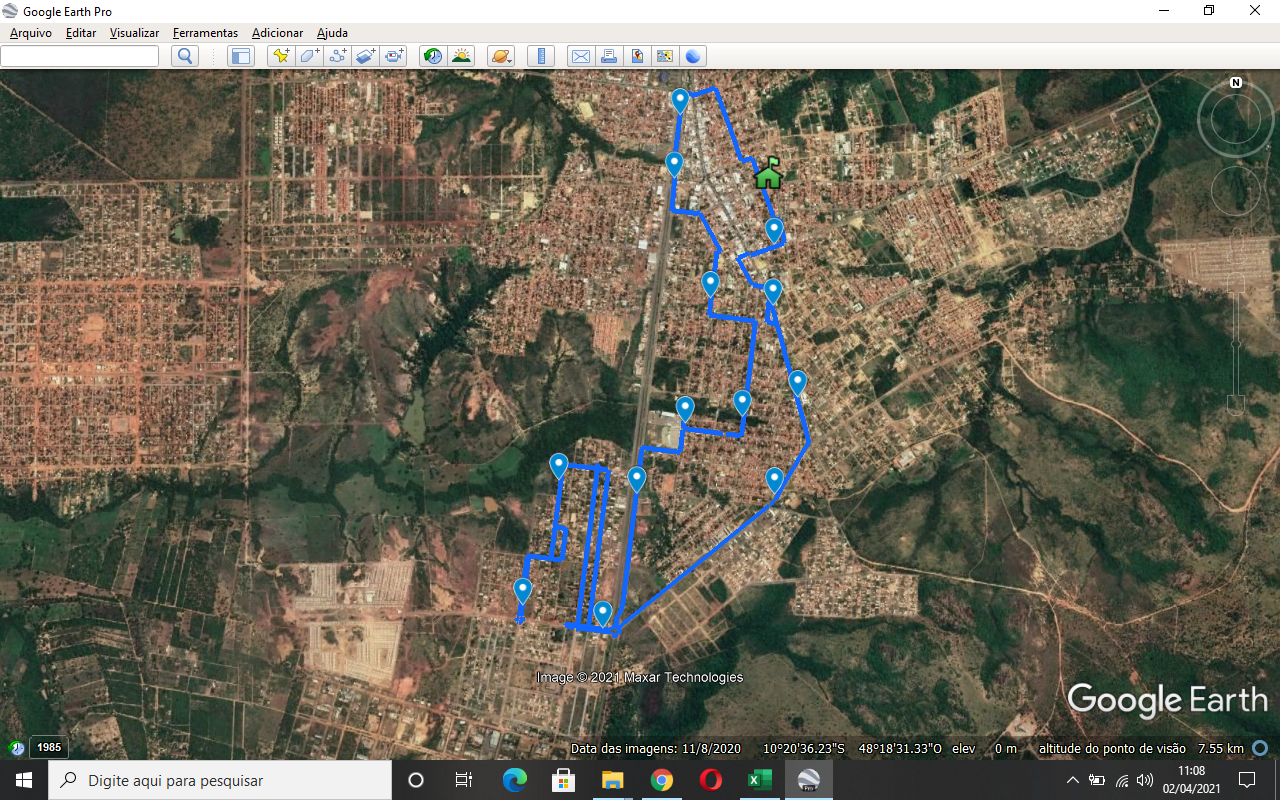 Google Earth Pro
Arquivo Editar Visualizar Ferramentas Adicionar Ajuda
N
Image © 2021 Maxar Technologies
Google Earth
1985
Data das imagens: 11/8/2020 10°20'36.23"S 48°18'31.33"O elev 0 m altitude do ponto de visão 7.55 km
Digite aqui para pesquisar
Pro
11:08
02/04/2021